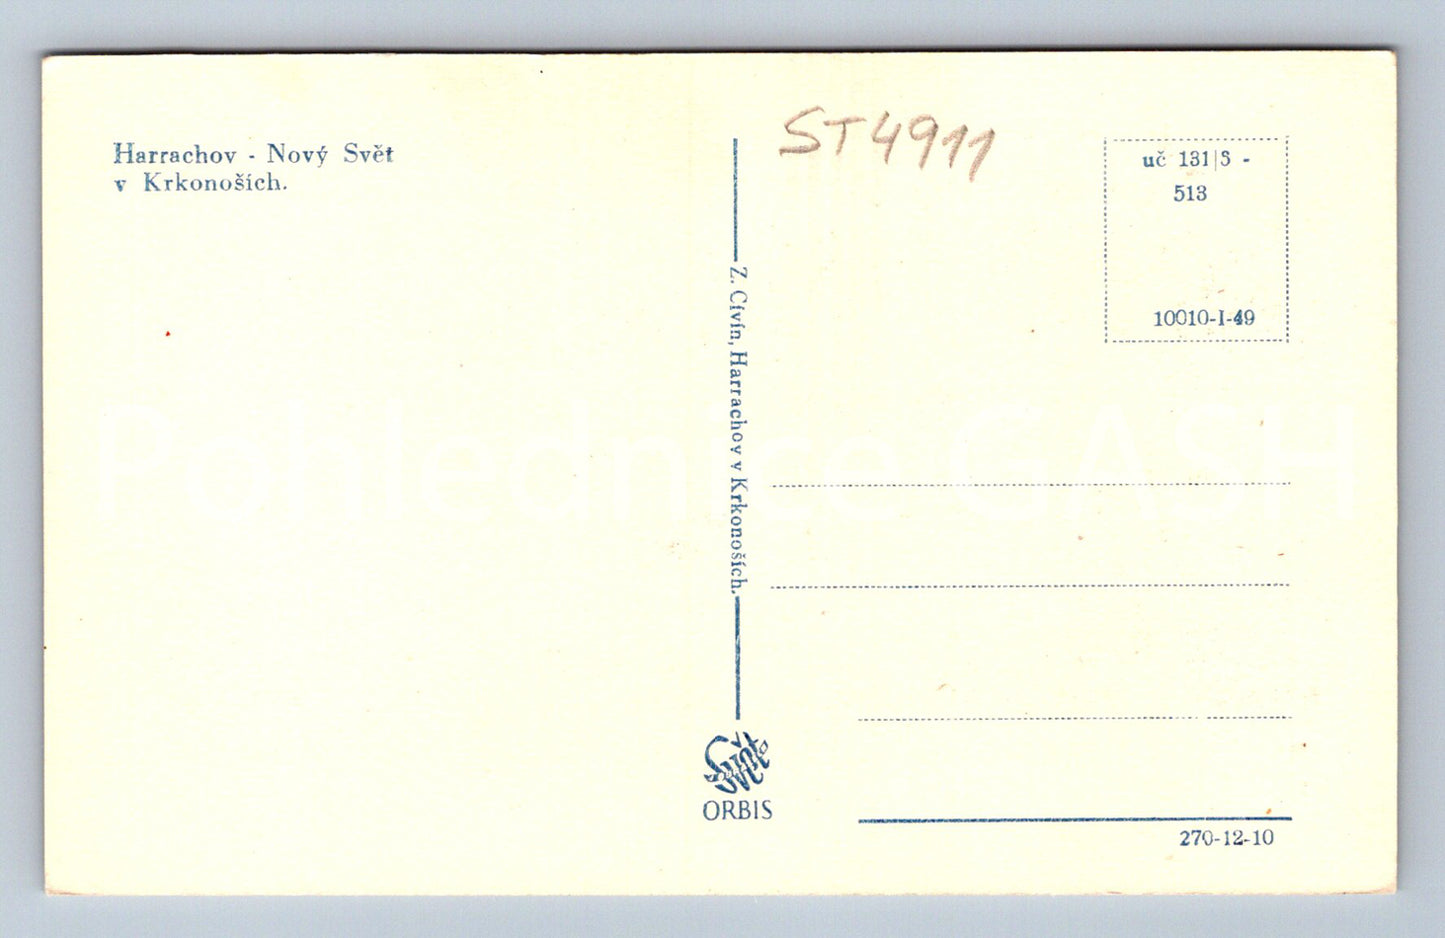 Harrachov - Nový Svět
v Krkonoších.
Z. Cívín, Harrachov v Krkonoších.
ORBIS
ST4911
uč 131|3 -
513
10010-I-49
270-12-10
Pohlednice GASH